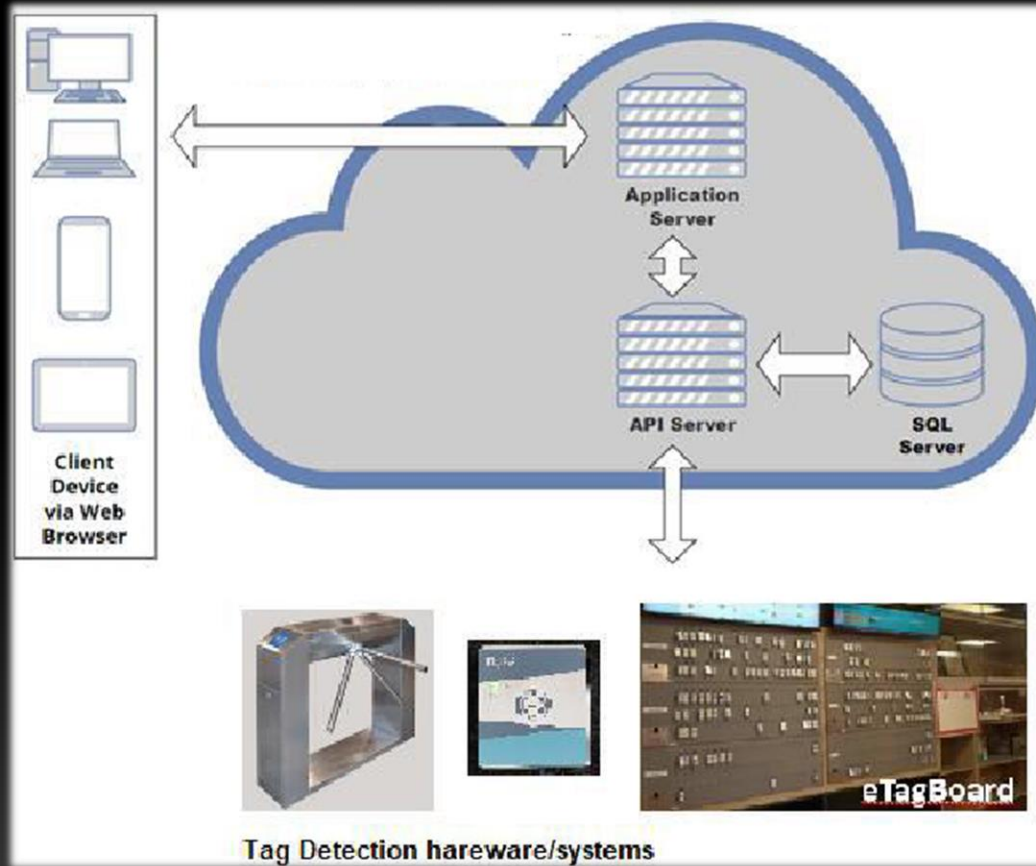 Application
Server
API Server
SQL
Server
Client
Device
via Web
Browser
eTagBoard
Tag Detection hareware/systems